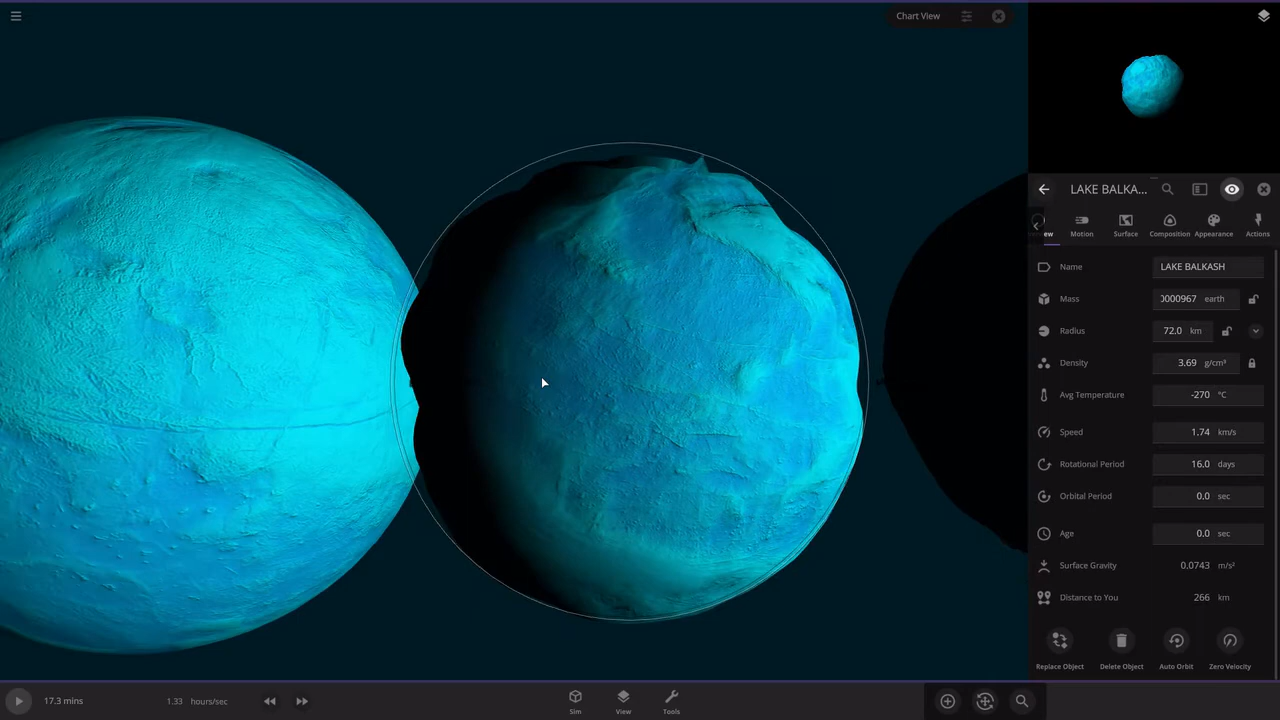 Chart View
LAKE BALKA...
Motion
Surface
Composition
Appearance
Actions
Name
LAKE BALKASH
Mass
0000967 earth
Radius
72.0 km
Density
3.69 g/cm³
Avg Temperature
-270 °C
Speed
1.74 km/s
Rotational Period
16.0 days
Orbital Period
0.0 sec
Age
0.0 sec
Surface Gravity
0.0743 m/s²
Distance to You
266 km
Replace Object
Delete Object
Auto Orbit
Zero Velocity
17.3 mins
1.33 hours/sec
Sim
View
Tools